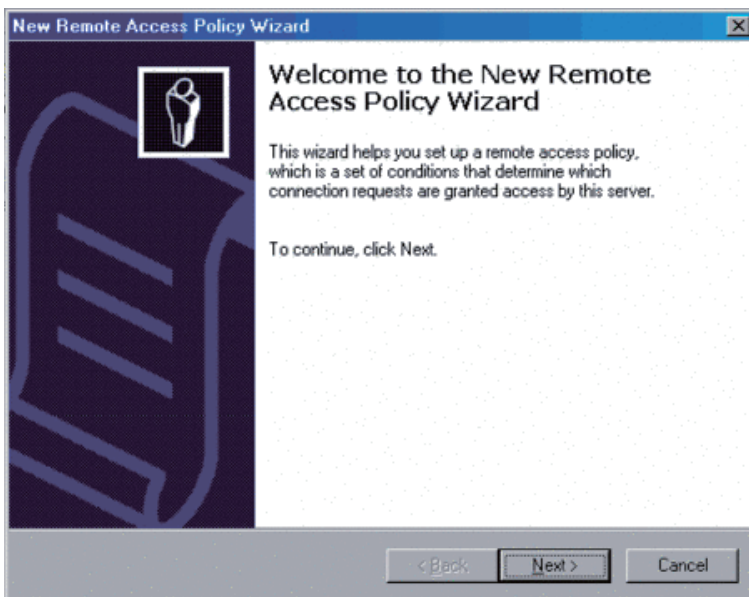 New Remote Access Policy Wizard
Welcome to the New Remote
Access Policy Wizard
This wizard helps you set up a remote access policy,
which is a set of conditions that determine which
connection requests are granted access by this server.
To continue, click Next.
< Back
Next >
Cancel